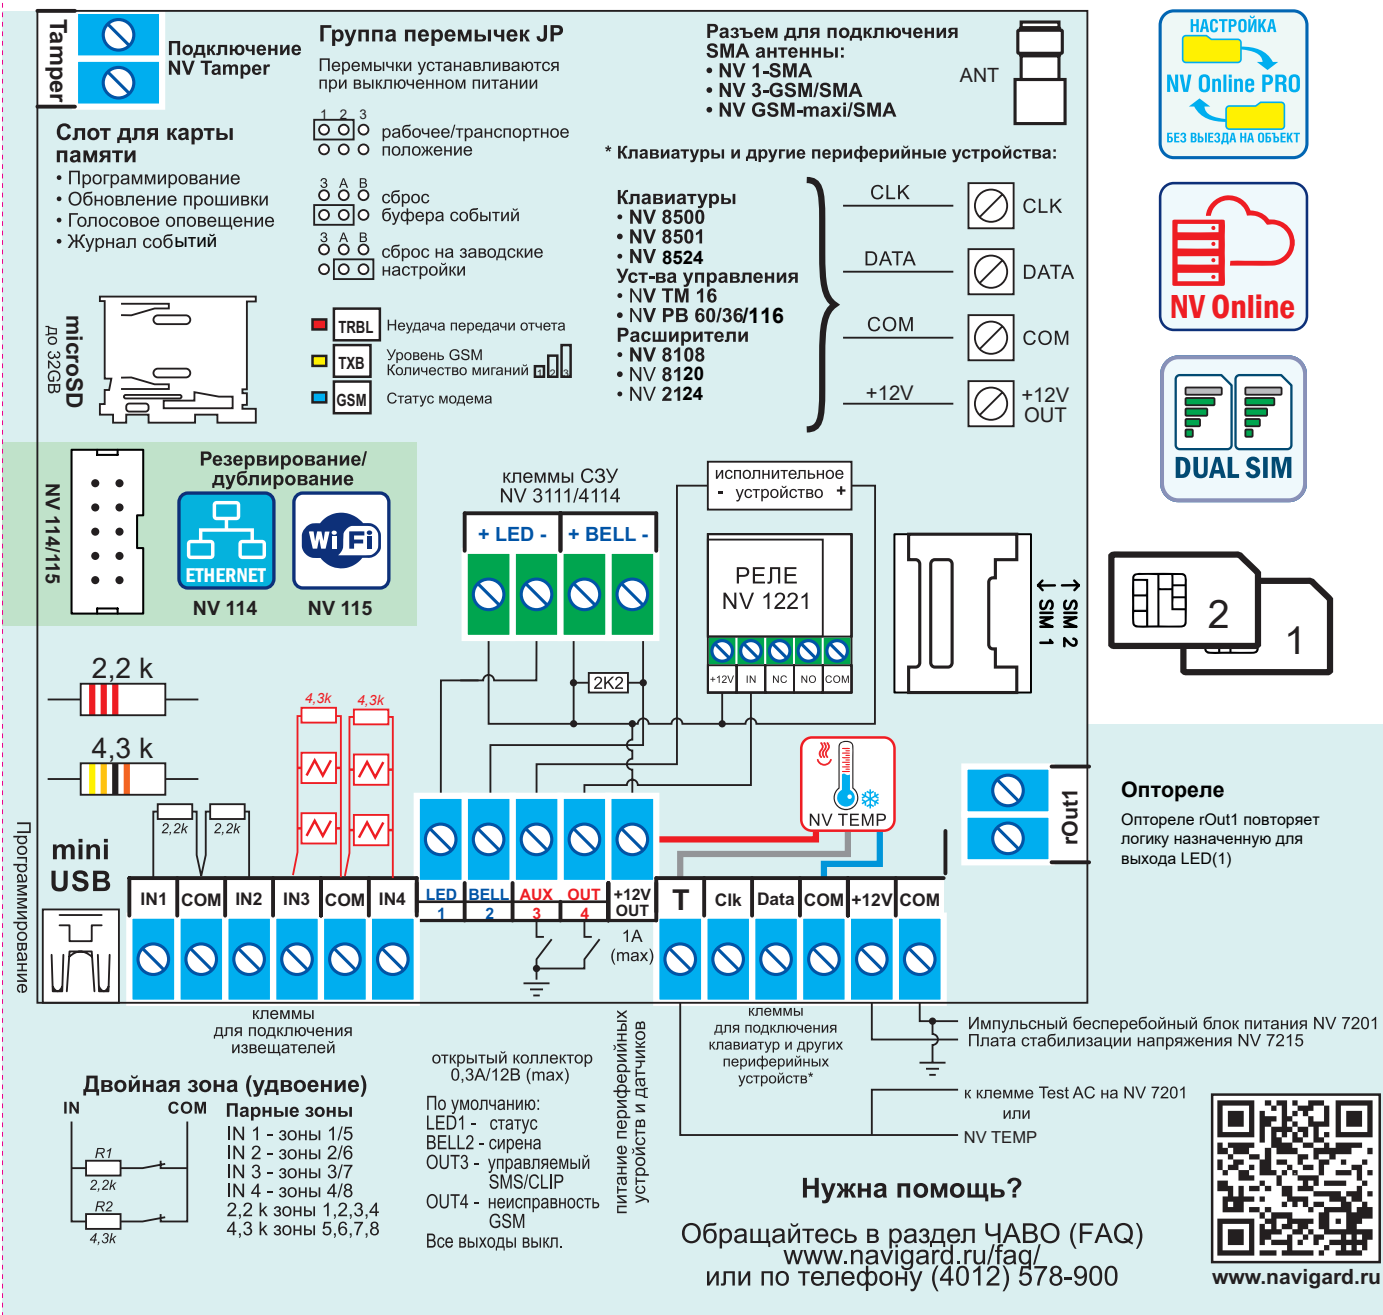 Tamper
Подключение
NV Tamper
Группа перемычек JP
Перемычки устанавливаются
при выключенном питании
1 2 3
рабочее/транспортное
положение
3 A B
сброс
буфера событий
3 A B
сброс на заводские
настройки
TRBL
Неудача передачи отчета
TXB
Уровень GSM
Количество миганий
1 2 3
GSM
Статус модема
Слот для карты
памяти
• Программирование
• Обновление прошивки
• Голосовое оповещение
• Журнал событий
microSD
до 32GB
Разъем для подключения
SMA антенны:
• NV 1-SMA
• NV 3-GSM/SMA
• NV GSM-maxi/SMA
ANT
* Клавиатуры и другие периферийные устройства:
Клавиатуры
• NV 8500
• NV 8501
• NV 8524
Уст-ва управления
• NV TM 16
• NV PB 60/36/116
Расширители
• NV 8108
• NV 8120
• NV 2124
CLK
CLK
DATA
DATA
COM
COM
+12V
+12V
OUT
НАСТРОЙКА
NV Online PRO
БЕЗ ВЫЕЗДА НА ОБЪЕКТ
NV Online
DUAL SIM
NV 114/115
Резервирование/
дублирование
ETHERNET
Wi Fi
NV 114
NV 115
клеммы СЗУ
NV 3111/4114
+ LED -
+ BELL -
исполнительное
- устройство +
РЕЛЕ
NV 1221
+12V
IN
NC
NO
COM
SIM 2
SIM 1
2
1
2,2 k
4,3 k
2K2
4,3k
4,3k
2,2k
2,2k
NV TEMP
rOut1
Оптореле
Оптореле rOut1 повторяет
логику назначенную для
выхода LED(1)
Программирование
mini
USB
IN1
COM
IN2
IN3
COM
IN4
LED
BELL
AUX
OUT
+12V
OUT
1
2
3
4
1A
(max)
T
Clk
Data
COM
+12V
COM
клеммы
для подключения
извещателей
открытый коллектор
0,3А/12В (max)
По умолчанию:
LED1 - статус
BELL2 - сирена
OUT3 - управляемый
SMS/CLIP
OUT4 - неисправность
GSM
Все выходы выкл.
питание периферийных
устройств и датчиков
клеммы
для подключения
клавиатур и других
периферийных
устройств*
Импульсный бесперебойный блок питания NV 7201
Плата стабилизации напряжения NV 7215
к клемме Test AC на NV 7201
или
NV TEMP
Двойная зона (удвоение)
IN
COM
R1
2,2k
R2
4,3k
Парные зоны
IN 1 - зоны 1/5
IN 2 - зоны 2/6
IN 3 - зоны 3/7
IN 4 - зоны 4/8
2,2 k зоны 1,2,3,4
4,3 k зоны 5,6,7,8
Нужна помощь?
Обращайтесь в раздел ЧАВО (FAQ)
www.navigard.ru/faq/
или по телефону (4012) 578-900
www.navigard.ru